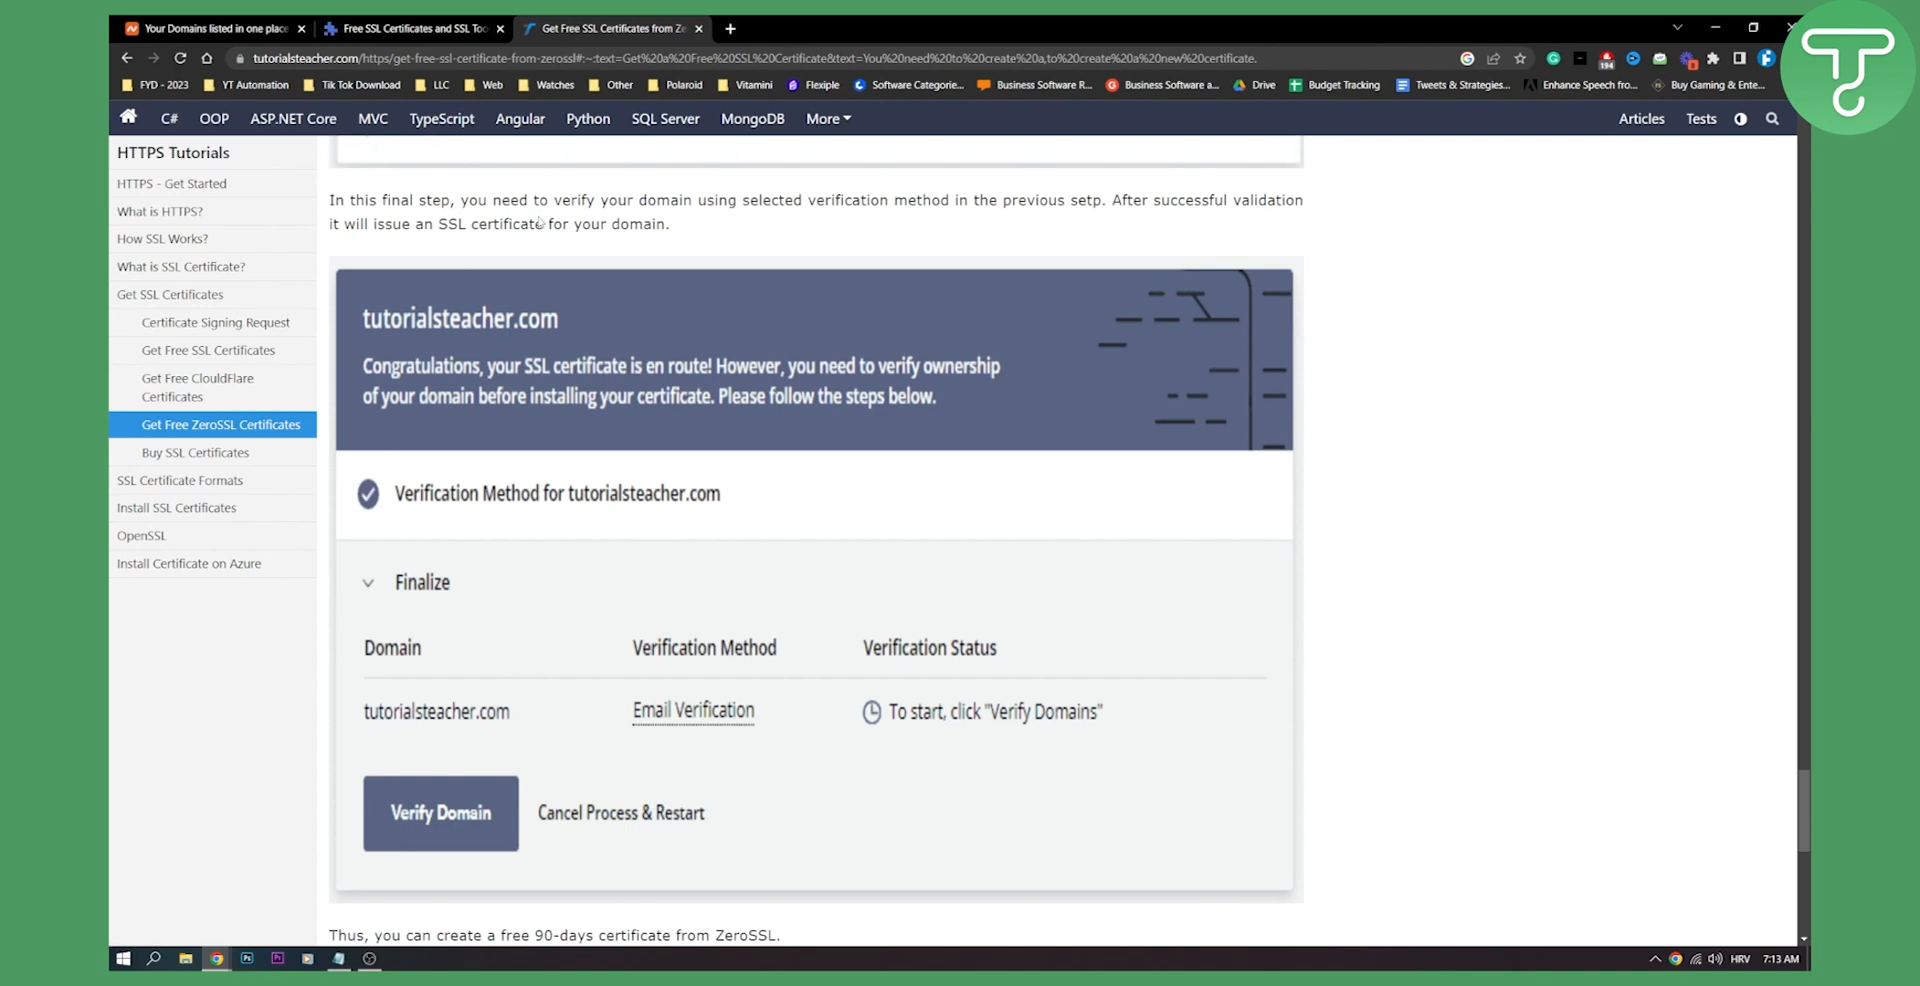 Your Domains listed in one place
Free SSL Certificates and SSL Too
Get Free SSL Certificates from Ze
tutorialsteacher.com/https/get-free-ssl-certificate-from-zerossl#:~:text=Get%20a%20Free%20SSL%20Certificate&text=You%20need%20to%20create%20a,to%20create%20a%20new%20certificate.
194
FYD - 2023 YT Automation Tik Tok Download LLC Web Watches Other Polaroid Vitamini Flexiple Software Categorie... Business Software R... Business Software a... Drive Budget Tracking Tweets & Strategies... Enhance Speech fro... Buy Gaming & Ente...
C# OOP ASP.NET Core MVC TypeScript Angular Python SQL Server MongoDB More Articles Tests
HTTPS Tutorials
HTTPS - Get Started
What is HTTPS?
How SSL Works?
What is SSL Certificate?
Get SSL Certificates
Certificate Signing Request
Get Free SSL Certificates
Get Free CloudFlare
Certificates
Get Free ZeroSSL Certificates
Buy SSL Certificates
SSL Certificate Formats
Install SSL Certificates
OpenSSL
Install Certificate on Azure
In this final step, you need to verify your domain using selected verification method in the previous setp. After successful validation
it will issue an SSL certificate for your domain.
tutorialsteacher.com
Congratulations, your SSL certificate is en route! However, you need to verify ownership
of your domain before installing your certificate. Please follow the steps below.
Verification Method for tutorialsteacher.com
Finalize
Domain Verification Method Verification Status
tutorialsteacher.com Email Verification To start, click "Verify Domains"
Verify Domain Cancel Process & Restart
Thus, you can create a free 90-days certificate from ZeroSSL.
Ps Pr
HRV 7:13 AM